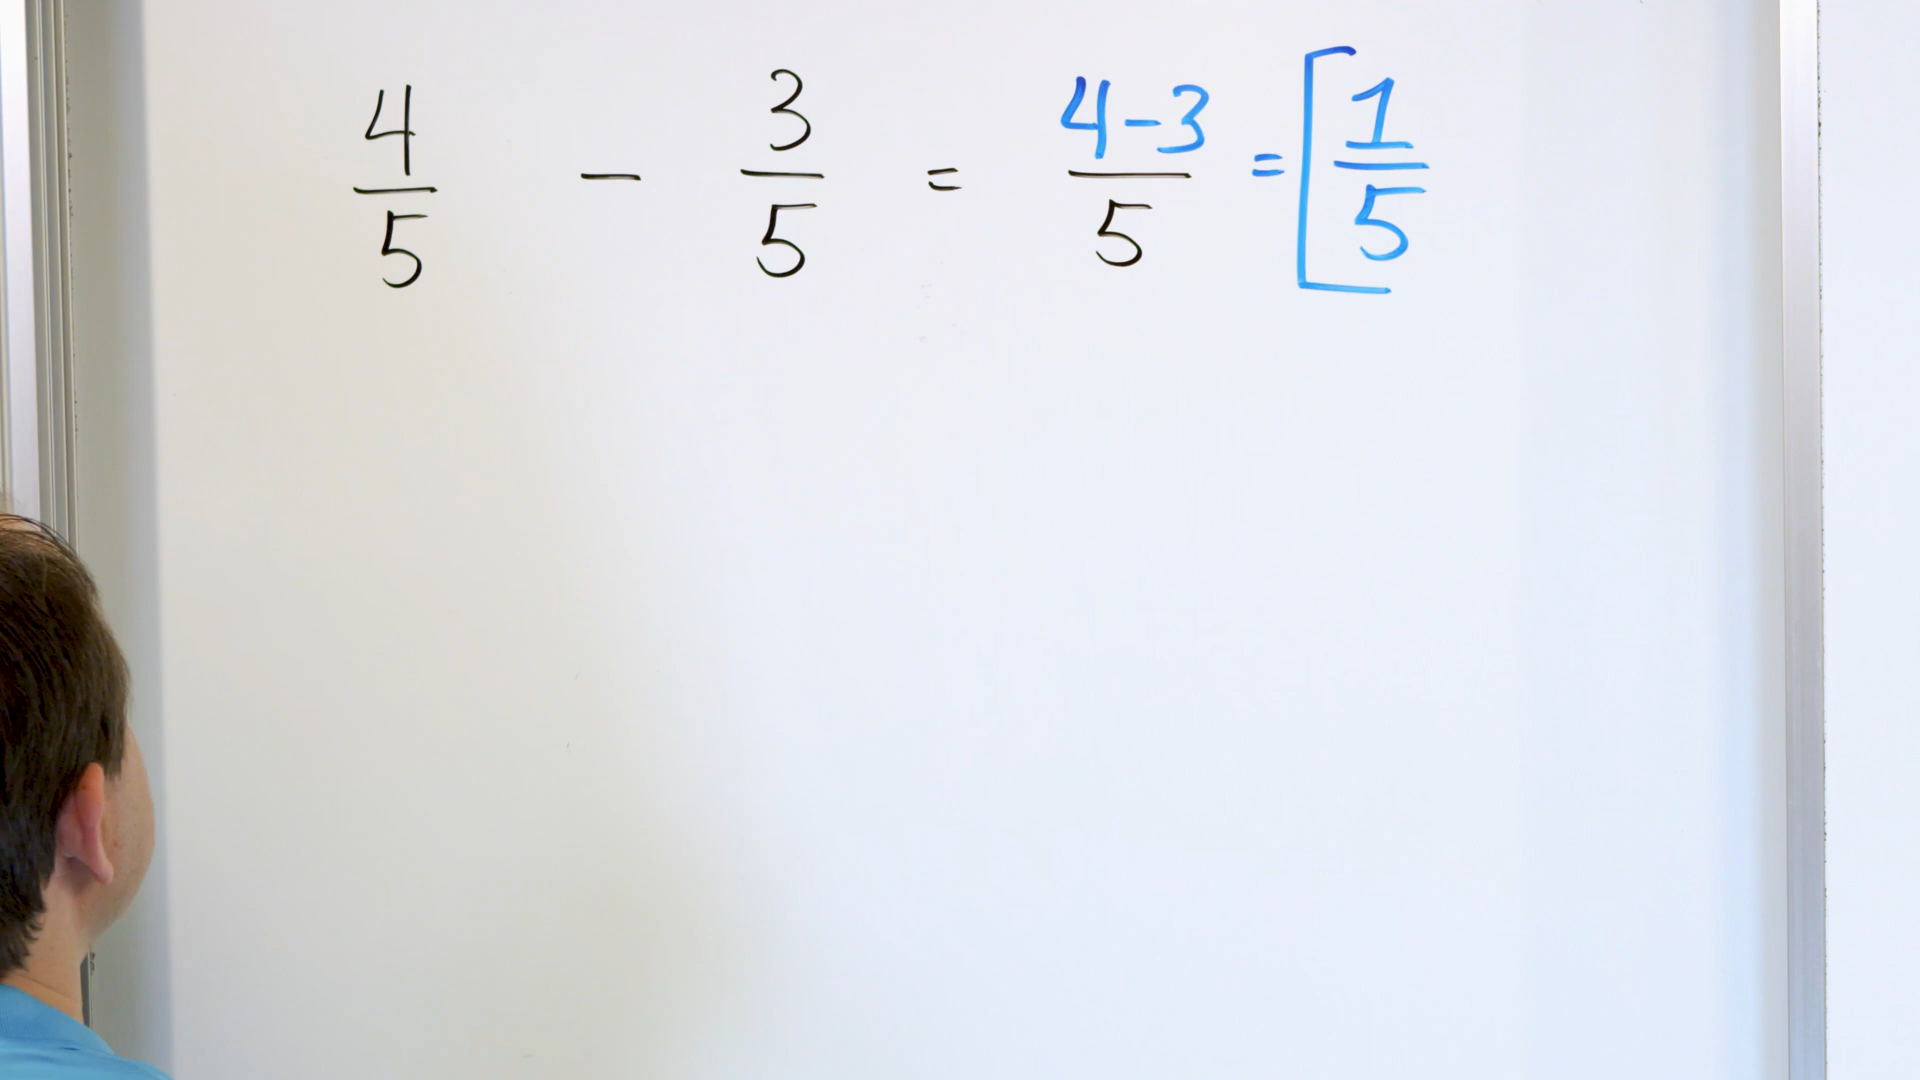 4/5 - 3/5 = 4-3/5 = [1/5